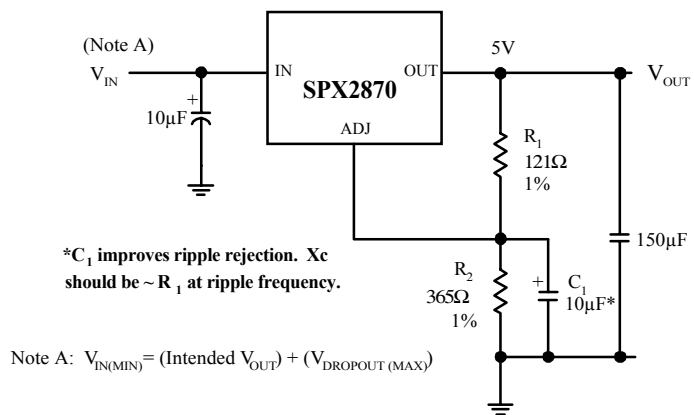 (Note A)
V_IN
IN
SPX2870
OUT
ADJ
5V
V_OUT
+
10µF
R_1
121Ω
1%
150µF
*C_1 improves ripple rejection. Xc
should be ~ R_1 at ripple frequency.
R_2
365Ω
1%
+
C_1
10µF*
Note A: V_IN(MIN)= (Intended V_OUT) + (V_DROPOUT (MAX))